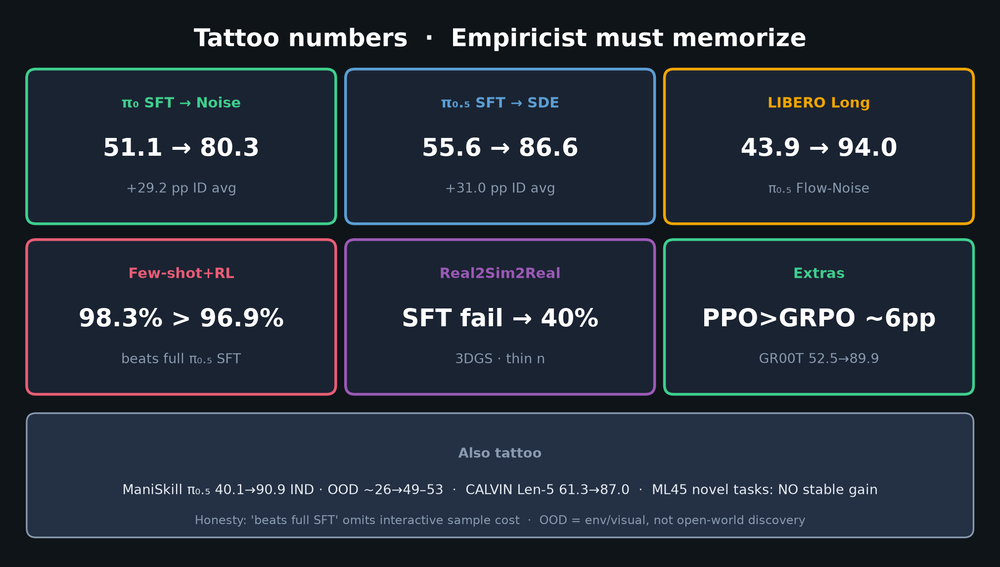 Tattoo numbers · Empiricist must memorize
π₀ SFT → Noise
51.1 → 80.3
+29.2 pp ID avg
π₀.₅ SFT → SDE
55.6 → 86.6
+31.0 pp ID avg
LIBERO Long
43.9 → 94.0
π₀.₅ Flow-Noise
Few-shot+RL
98.3% > 96.9%
beats full π₀.₅ SFT
Real2Sim2Real
SFT fail → 40%
3DGS · thin n
Extras
PPO>GRPO ~6pp
GR00T 52.5→89.9
Also tattoo
ManiSkill π₀.₅ 40.1→90.9 IND · OOD ~26→49–53 · CALVIN Len-5 61.3→87.0 · ML45 novel tasks: NO stable gain
Honesty: 'beats full SFT' omits interactive sample cost · OOD = env/visual, not open-world discovery